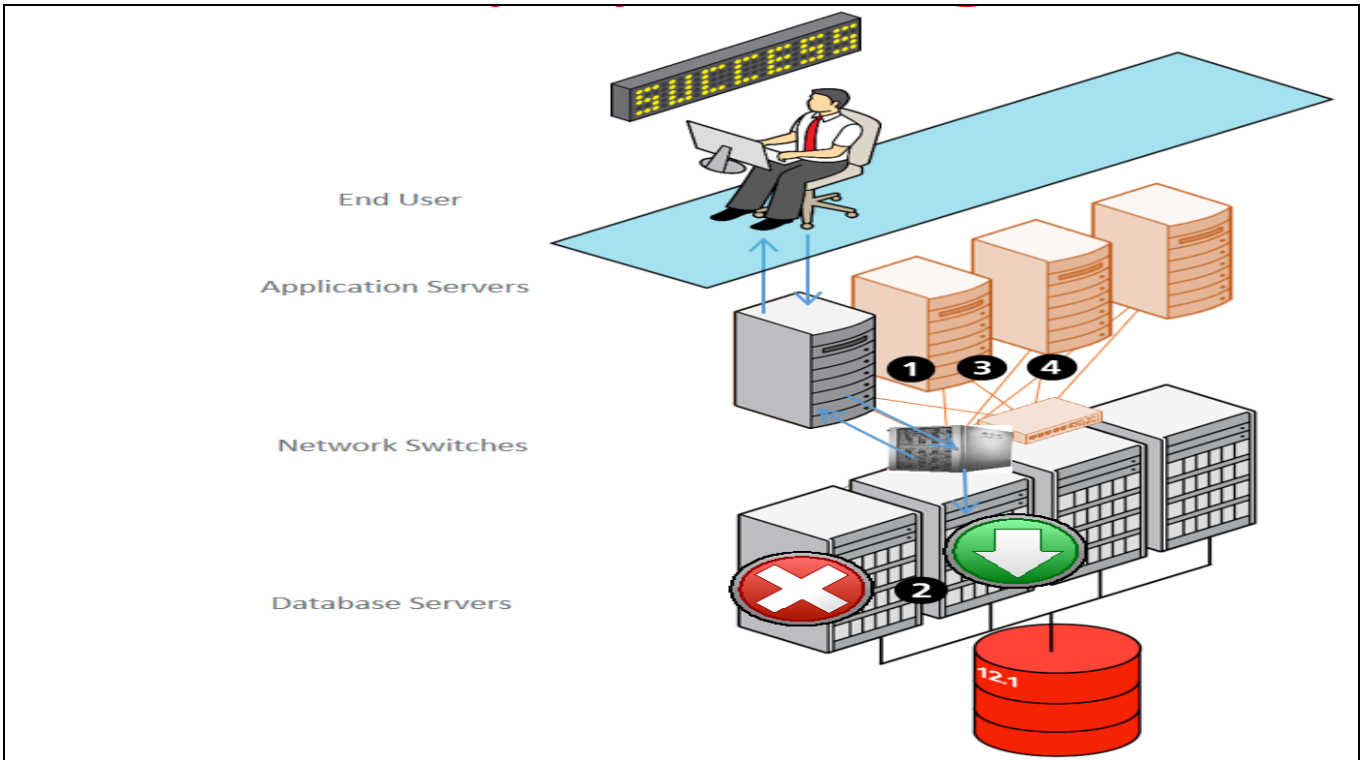 SUCCESS
End User
Application Servers
1 3 4
Network Switches
2
Database Servers
12.1